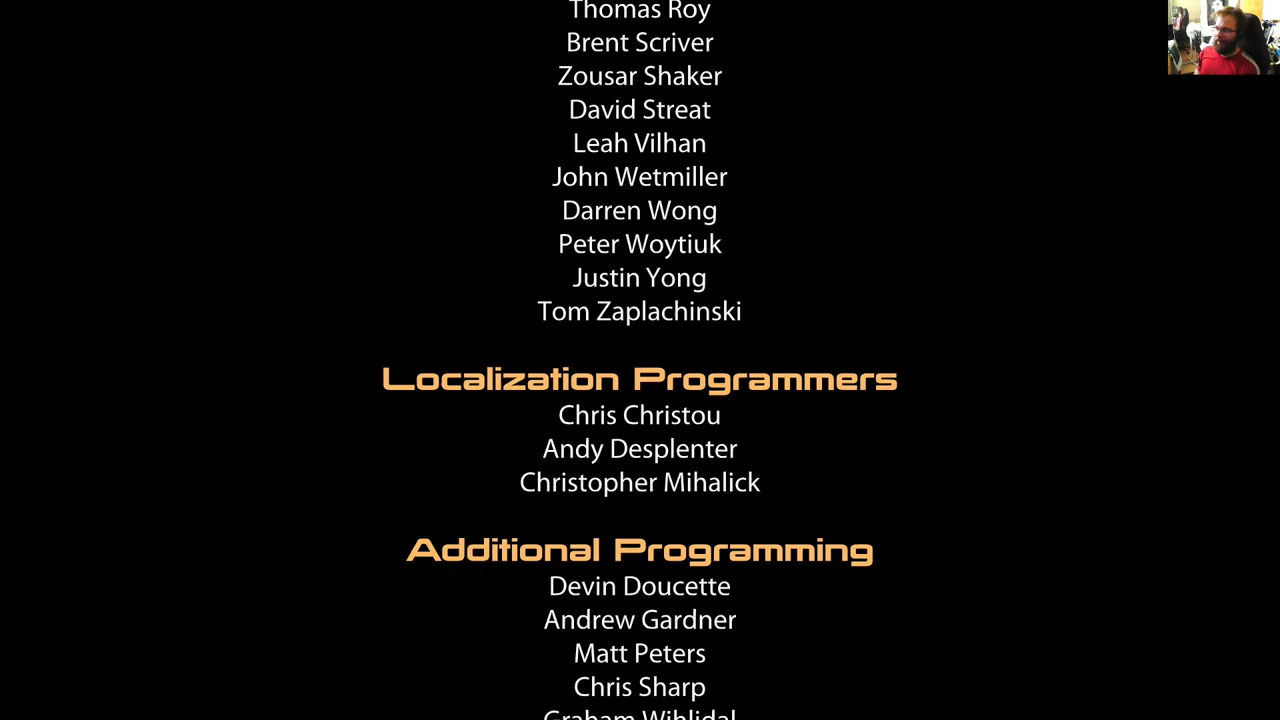 Thomas Roy
Brent Scriver
Zousar Shaker
David Streat
Leah Vilhan
John Wetmiller
Darren Wong
Peter Woytiuk
Justin Yong
Tom Zaplachinski
Localization Programmers
Chris Christou
Andy Desplenter
Christopher Mihalick
Additional Programming
Devin Doucette
Andrew Gardner
Matt Peters
Chris Sharp
Graham Wihlidal